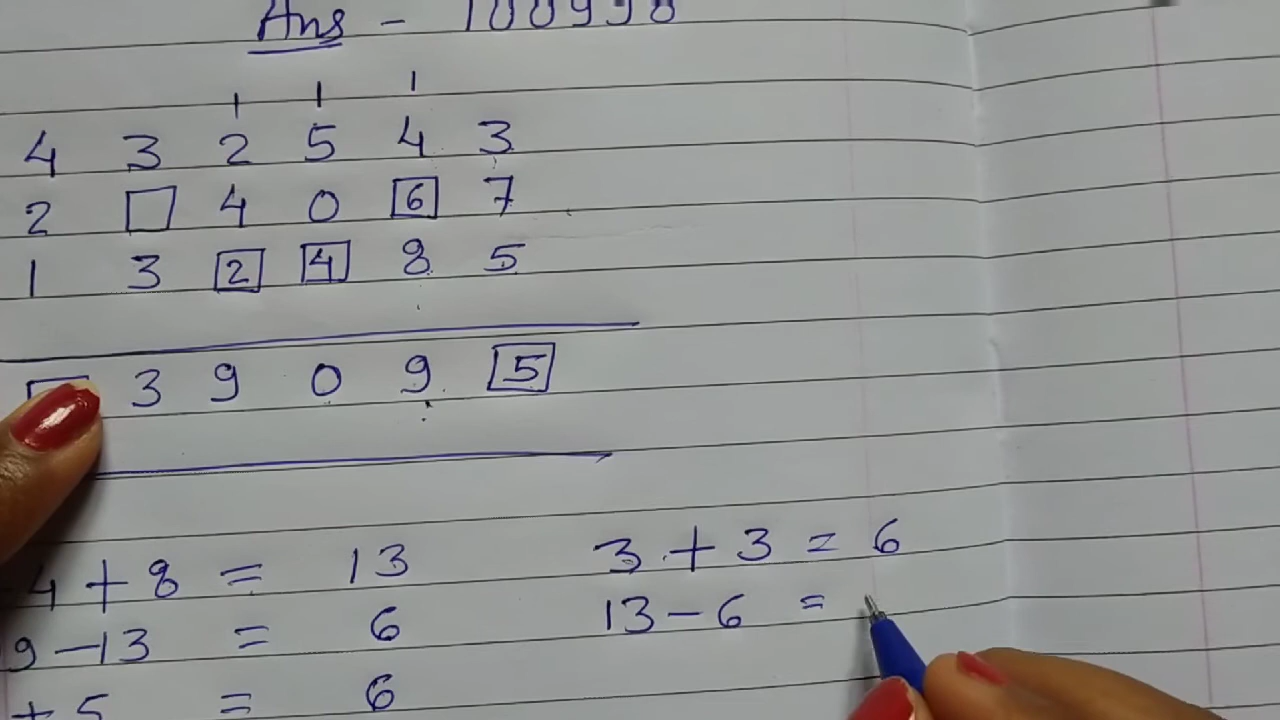 Ans - 100990
1 1 1
4 3 2 5 4 3
2 4 0 6 7
1 3 2 4 8 5
3 9 0 9 5
4 + 8 = 13 3 + 3 = 6
9 - 13 = 6 13 - 6 =
+ 5 = 6